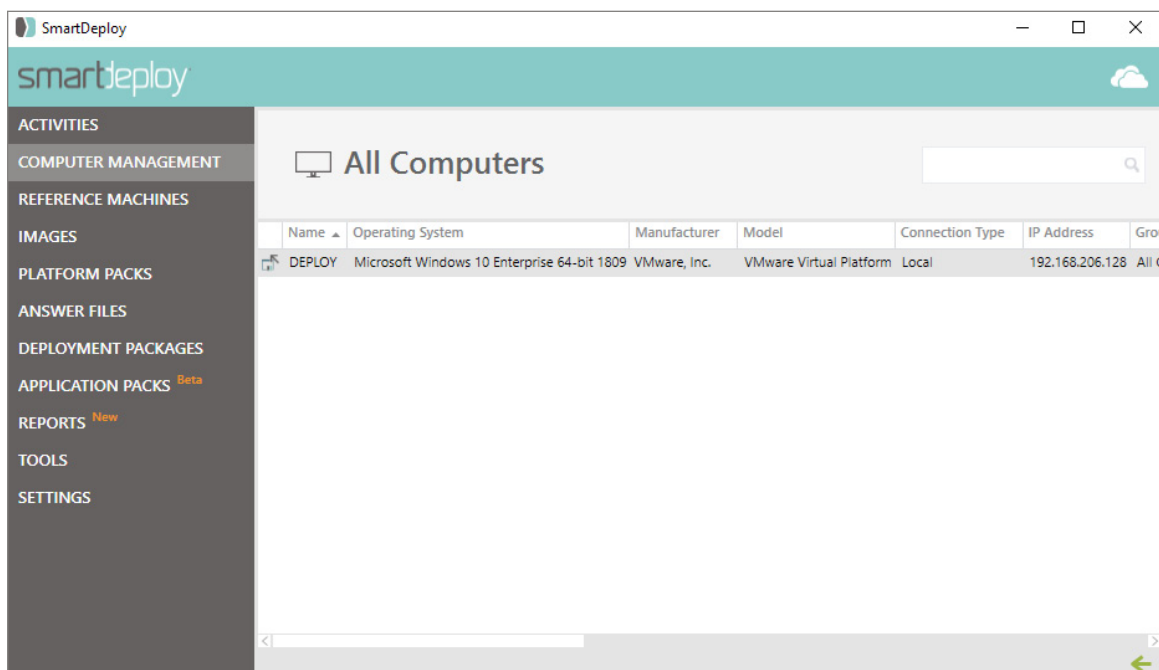 SmartDeploy
smartdeploy
ACTIVITIES
COMPUTER MANAGEMENT
REFERENCE MACHINES
IMAGES
PLATFORM PACKS
ANSWER FILES
DEPLOYMENT PACKAGES
APPLICATION PACKS Beta
REPORTS New
TOOLS
SETTINGS
All Computers
Name Operating System Manufacturer Model Connection Type IP Address Gro
DEPLOY Microsoft Windows 10 Enterprise 64-bit 1809 VMware, Inc. VMware Virtual Platform Local 192.168.206.128 All